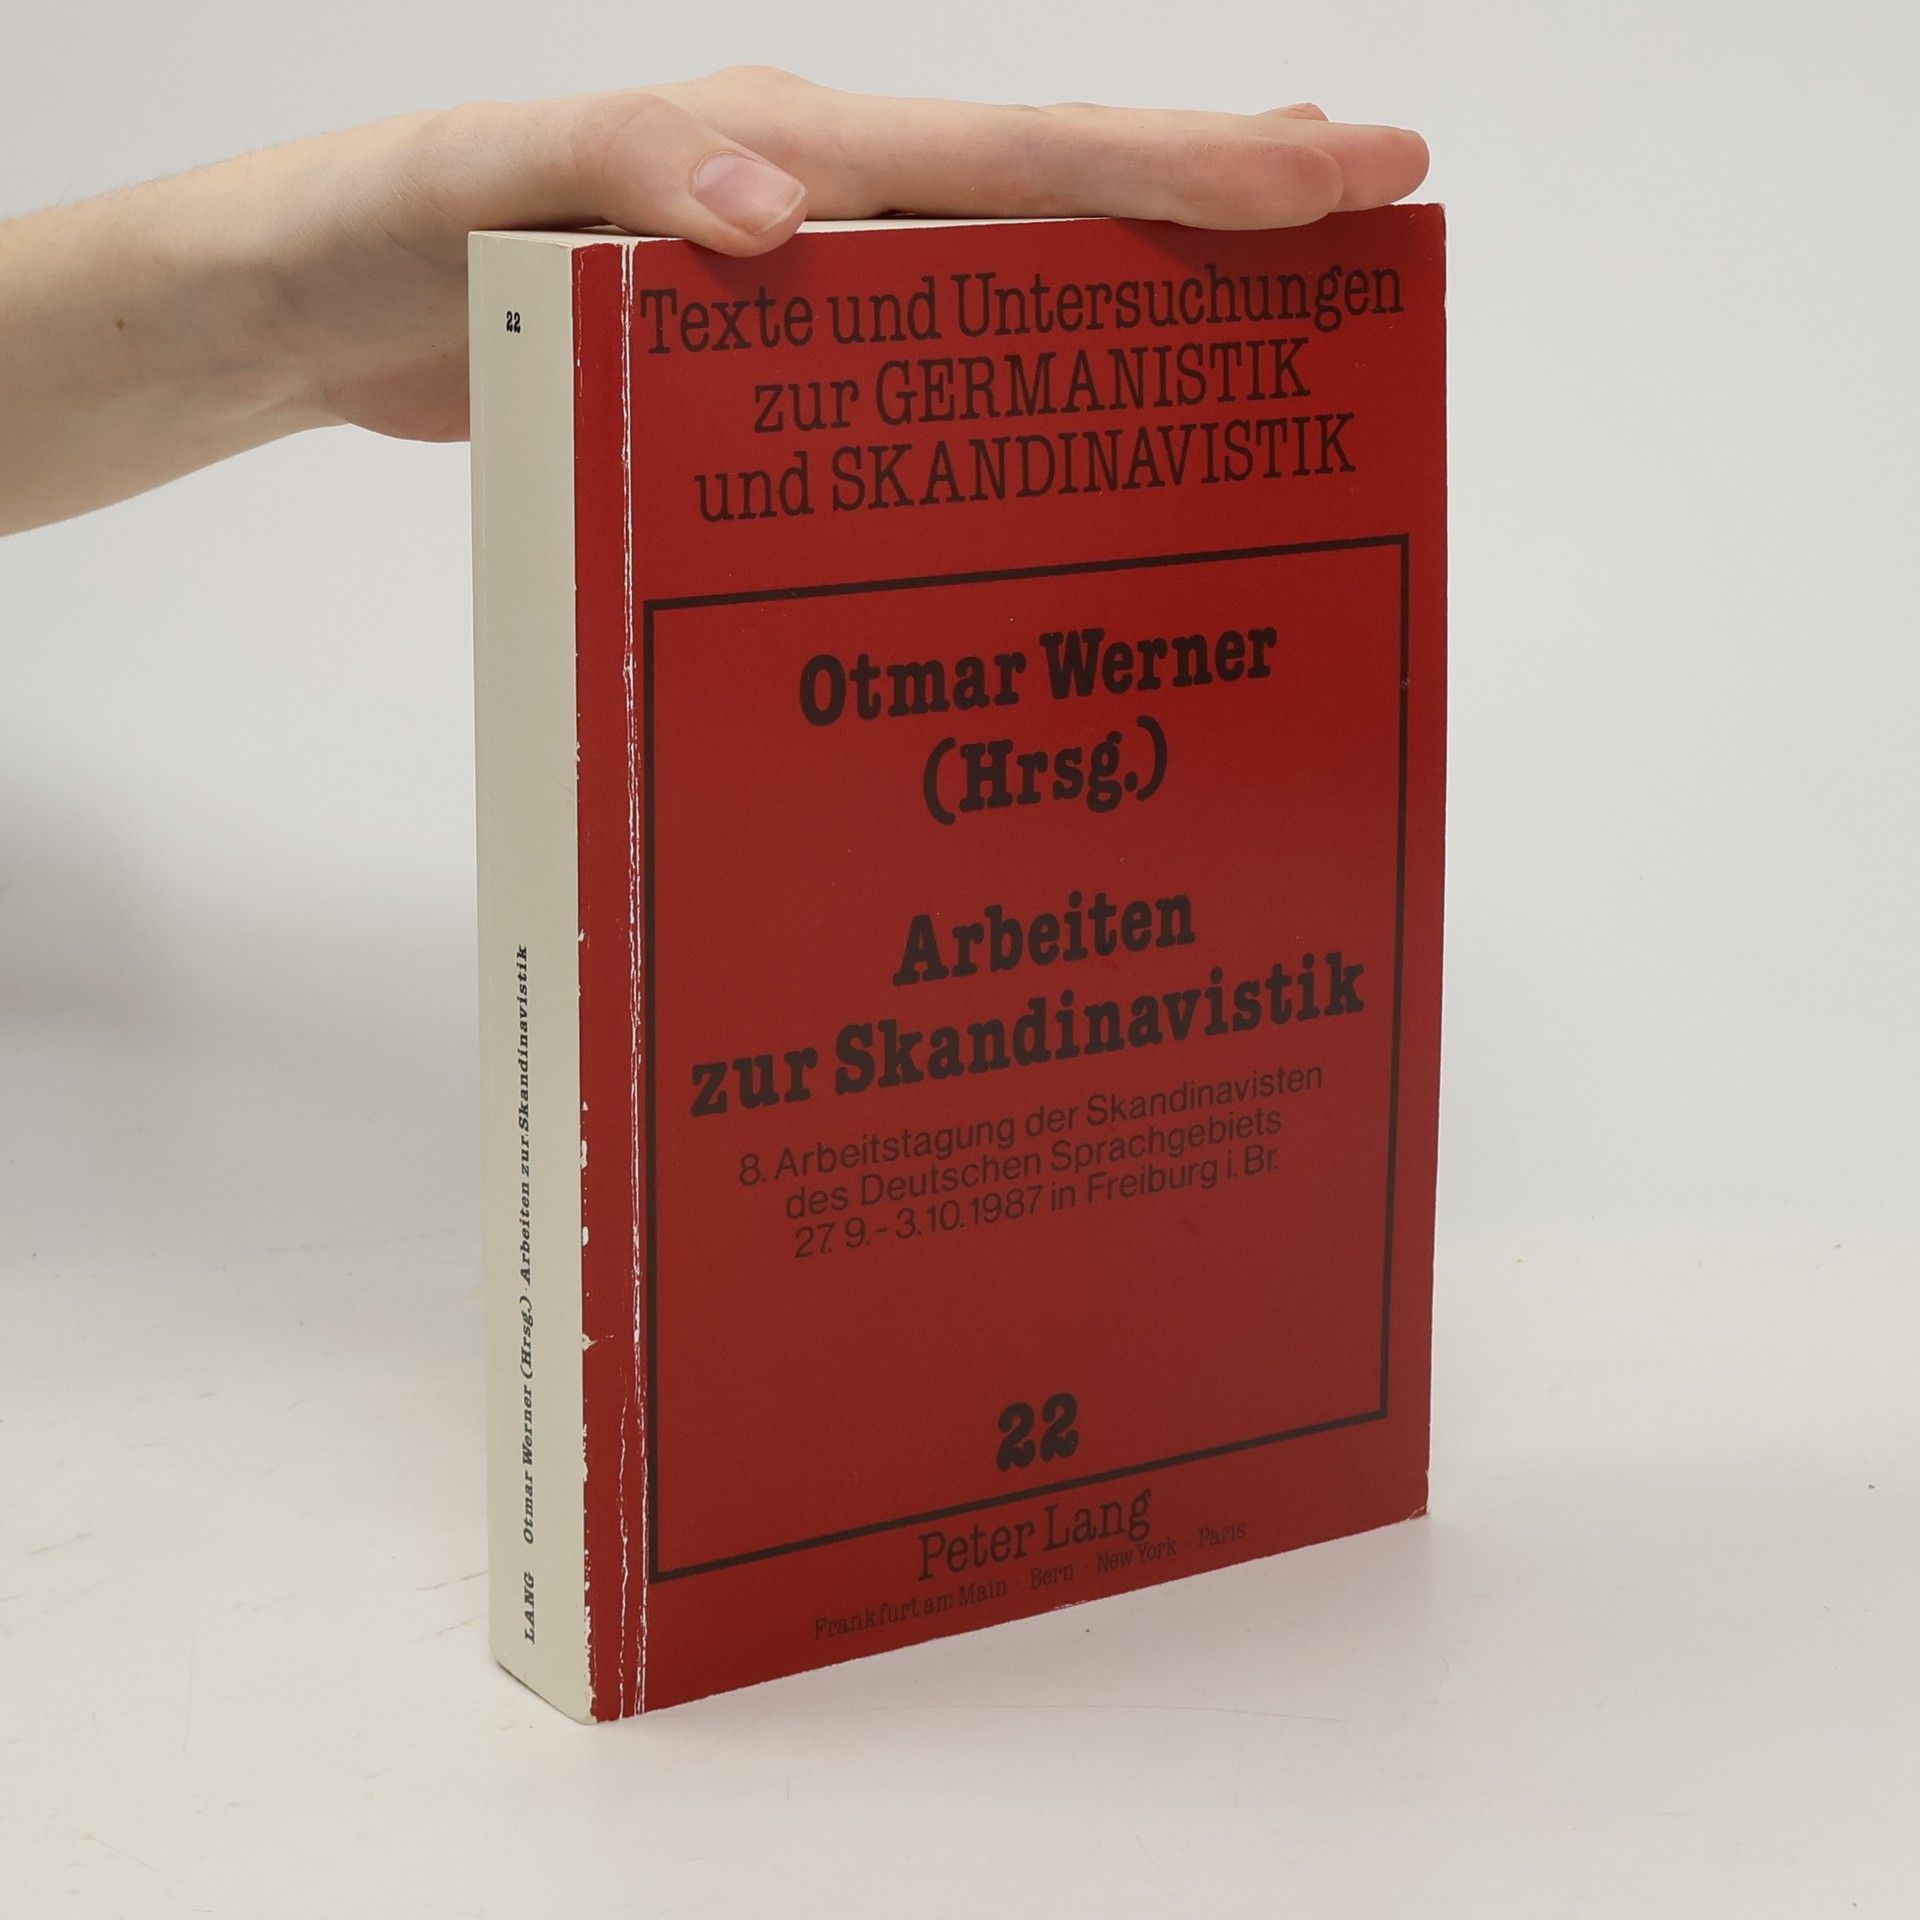 22
LANG Otmar Werner (Hrsg.) · Arbeiten zur Skandinavistik
Texte und Untersuchungen
zur GERMANISTIK
und SKANDINAVISTIK
Otmar Werner
(Hrsg.)
Arbeiten
zur Skandinavistik
8. Arbeitstagung der Skandinavisten
des Deutschen Sprachgebiets
27. 9. - 3.10.1987 in Freiburg i. Br.
22
Peter Lang
Frankfurt am Main · Bern · New York · Paris